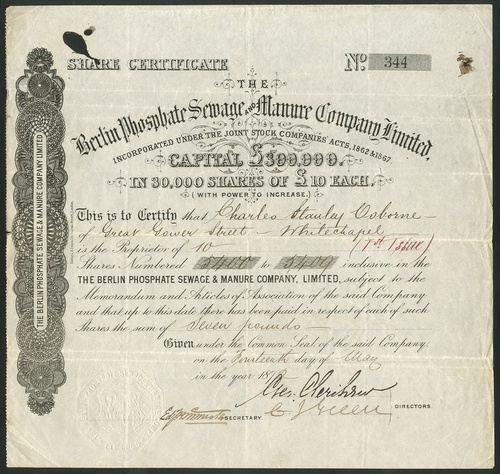 SHARE CERTIFICATE No. 344
THE
Berlin Phosphate Sewage AND Manure Company Limited.
INCORPORATED UNDER THE JOINT STOCK COMPANIES' ACTS, 1862 & 1867
CAPITAL £300,000.
IN 30,000 SHARES OF £10 EACH.
(WITH POWER TO INCREASE.)
This is to Certify that Charles Stanley Osborne
of Great Gower Street - Whitechapel
is the Proprietor of 10 (1st issue)
Shares Numbered 5400 to 5409 inclusive in the
THE BERLIN PHOSPHATE SEWAGE & MANURE COMPANY, LIMITED, subject to the
Memorandum and Articles of Association of the said Company
and that up to this date there has been paid in respect of each of such
Shares the sum of Seven pounds
Given under the Common Seal of the said Company
on the Fourteenth day of May
in the year 187
SECRETARY.
DIRECTORS.
THE BERLIN PHOSPHATE SEWAGE & MANURE COMPANY LIMITED